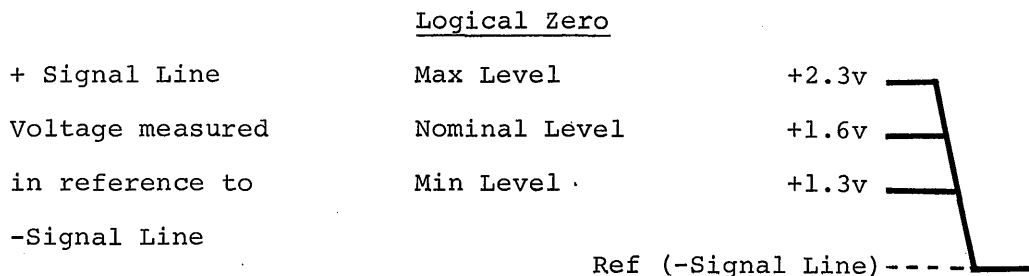 Logical Zero
+ Signal Line Max Level +2.3v
Voltage measured Nominal Level +1.6v
in reference to Min Level +1.3v
-Signal Line
Ref (-Signal Line)